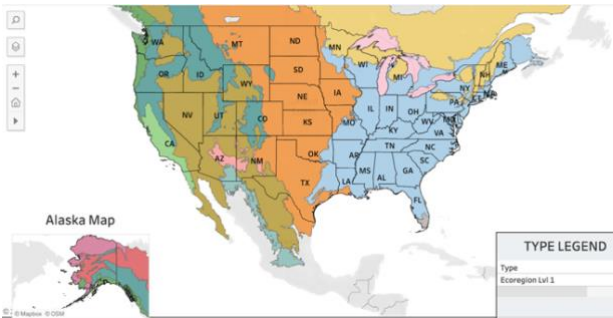 WA
MT
ND
MN
OR
ID
SD
WI
MI
NH
ME
WY
NY
IA
PA
NE
NV
UT
CO
IL
IN
OH
WV
KS
MO
KY
VA
CA
AZ
NM
OK
AR
TN
NC
SC
TX
LA
MS
AL
GA
FL
Alaska Map
© Mapbox © OSM
TYPE LEGEND
Type
Ecoregion Lvl 1